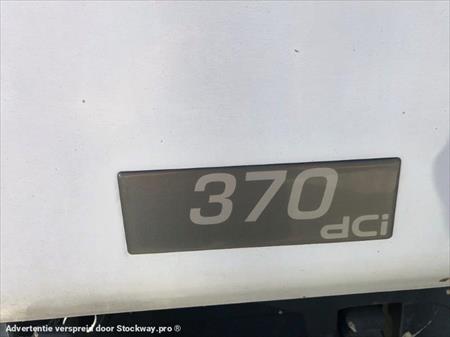 370
dCi
Advertentie verspreid door Stockway.pro ®